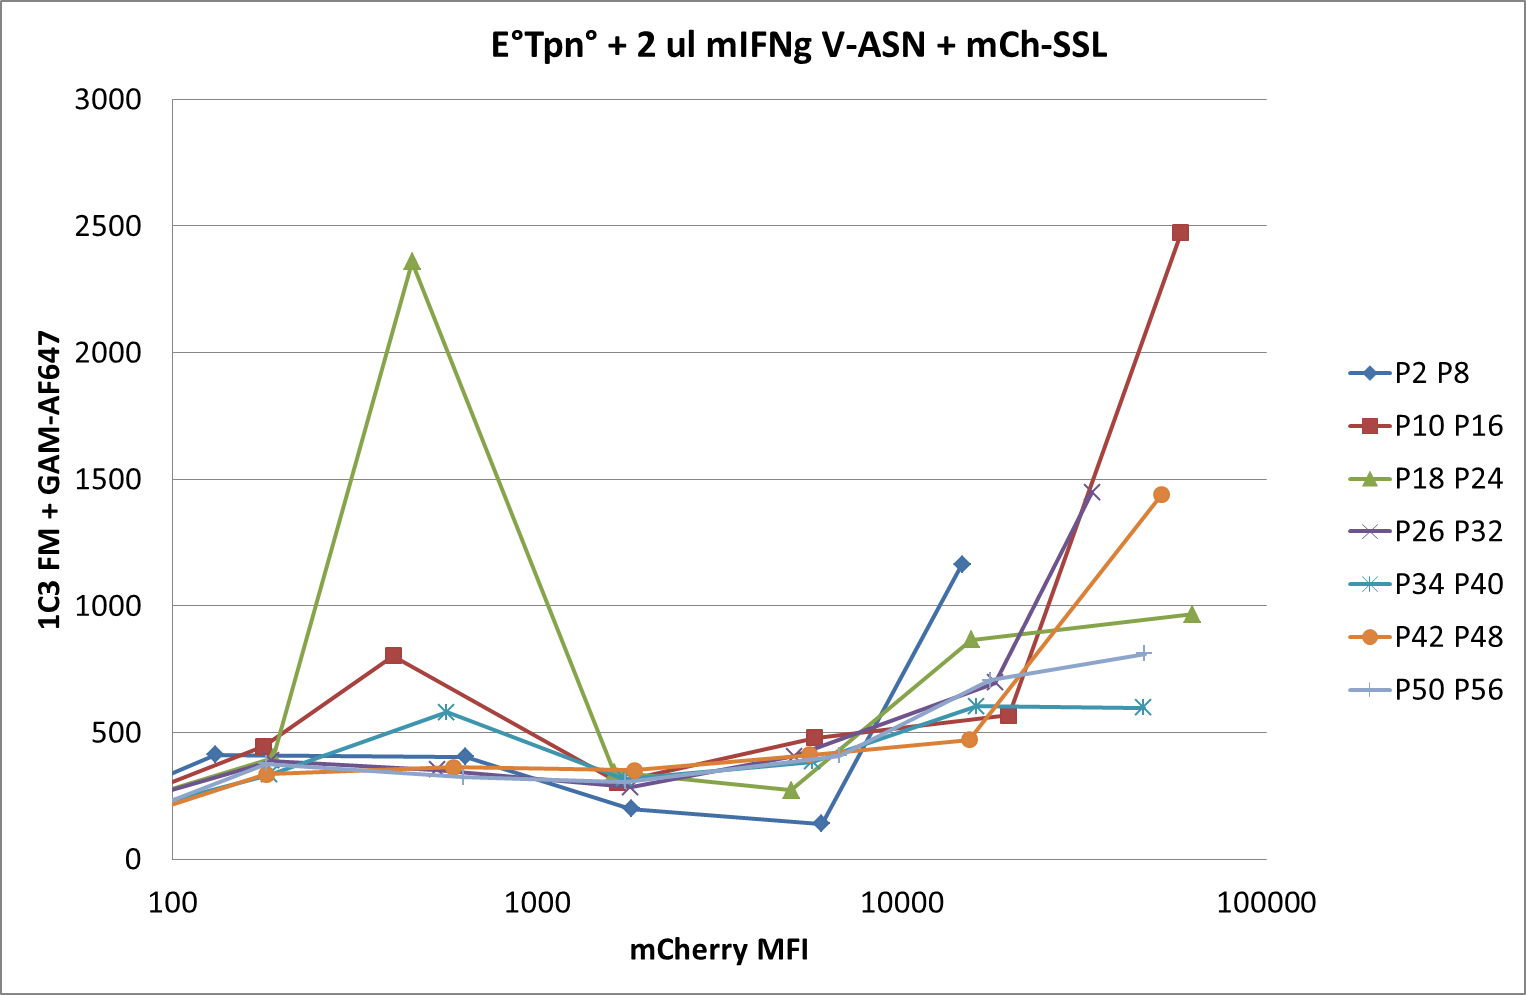 E°Tpn° + 2 ul mIFNg V-ASN + mCh-SSL
3000
2500
2000
1500
1000
500
0
1C3 FM + GAM-AF647
100
1000
10000
100000
mCherry MFI
P2 P8
P10 P16
P18 P24
P26 P32
P34 P40
P42 P48
P50 P56